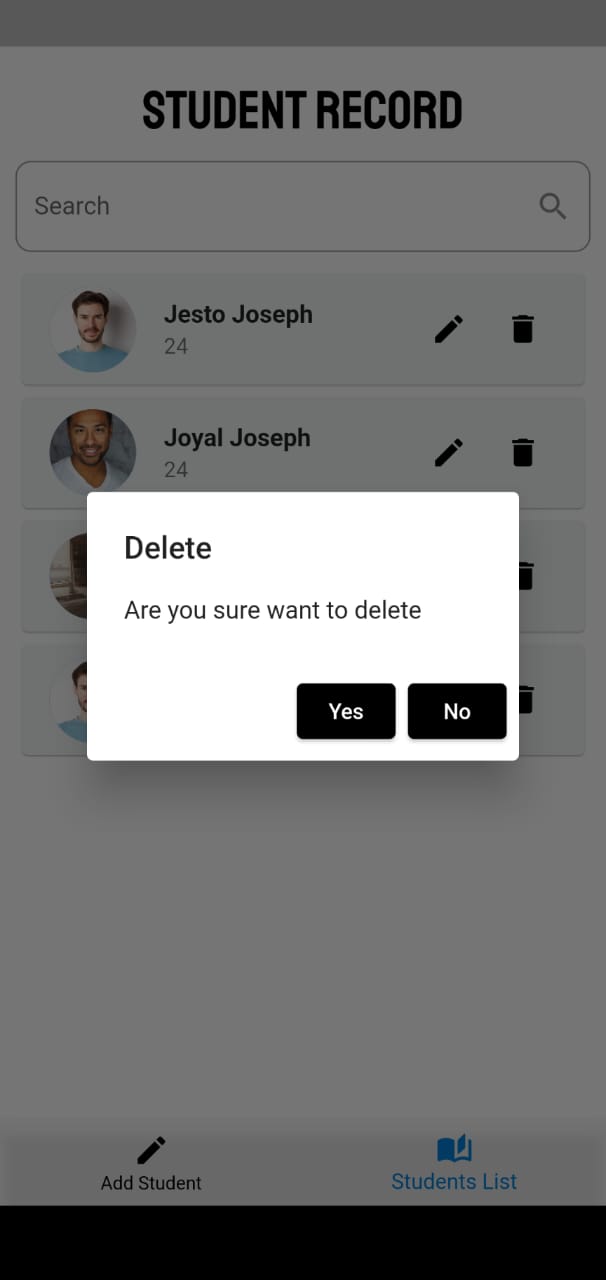 STUDENT RECORD
Search
Jesto Joseph
24
Joyal Joseph
24
Delete
Are you sure want to delete
Yes No
Add Student Students List